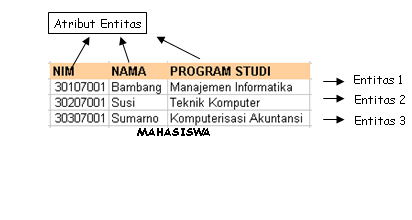 Atribut Entitas
NIM NAMA PROGRAM STUDI
30107001 Bambang Manajemen Informatika Entitas 1
30207001 Susi Teknik Komputer Entitas 2
30307001 Sumarno Komputerisasi Akuntansi Entitas 3
MAHASISWA